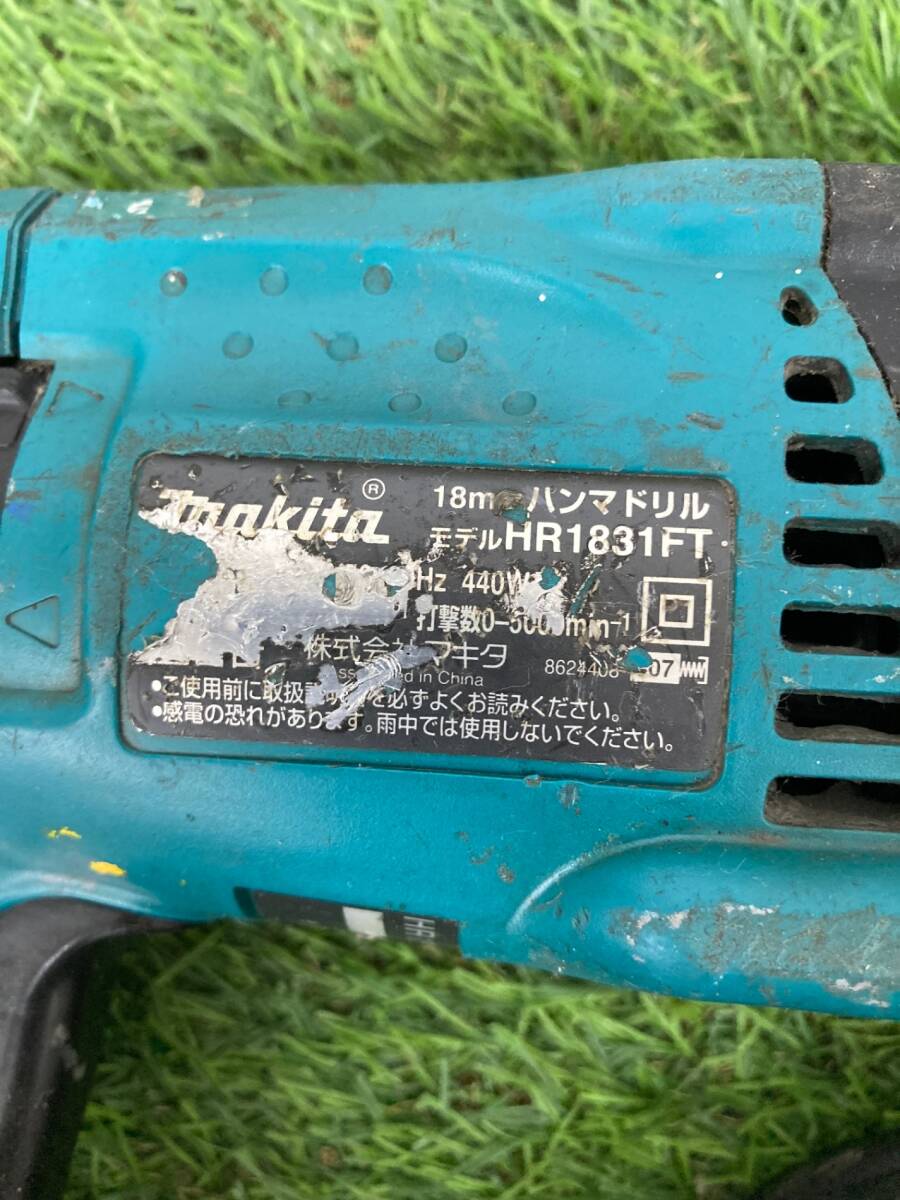 makita ®
18mm ハンマドリル
モデルHR1831FT
Hz 440W
打撃数0-5000min-1
株式会社マキタ
8624408- 07
in China
•ご使用前に取扱説明書を必ずよくお読みください。
•感電の恐れがあります。雨中では使用しないでください。
HR